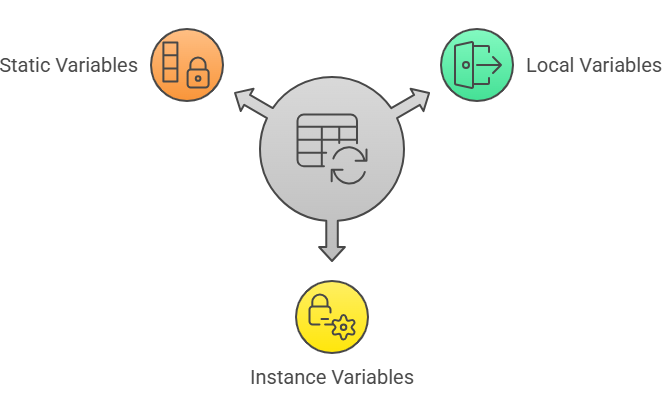 Static Variables
Local Variables
Instance Variables